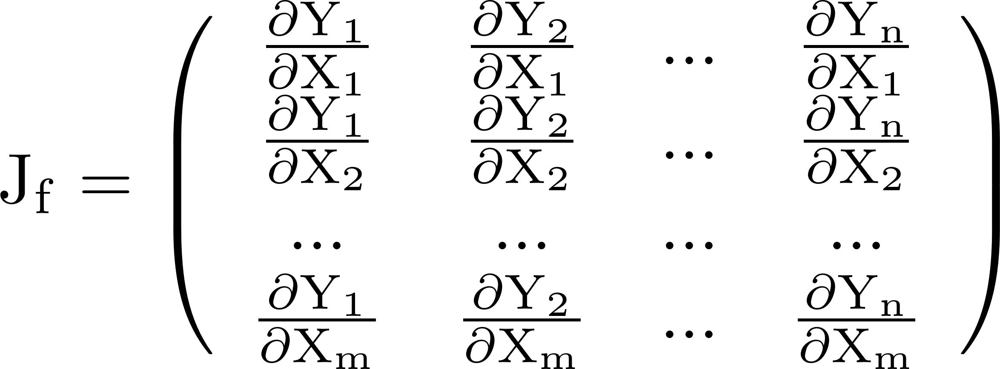 J_f = ( ∂Y_1/∂X_1 ∂Y_2/∂X_1 ... ∂Y_n/∂X_1
∂Y_1/∂X_2 ∂Y_2/∂X_2 ... ∂Y_n/∂X_2
... ... ... ...
∂Y_1/∂X_m ∂Y_2/∂X_m ... ∂Y_n/∂X_m )